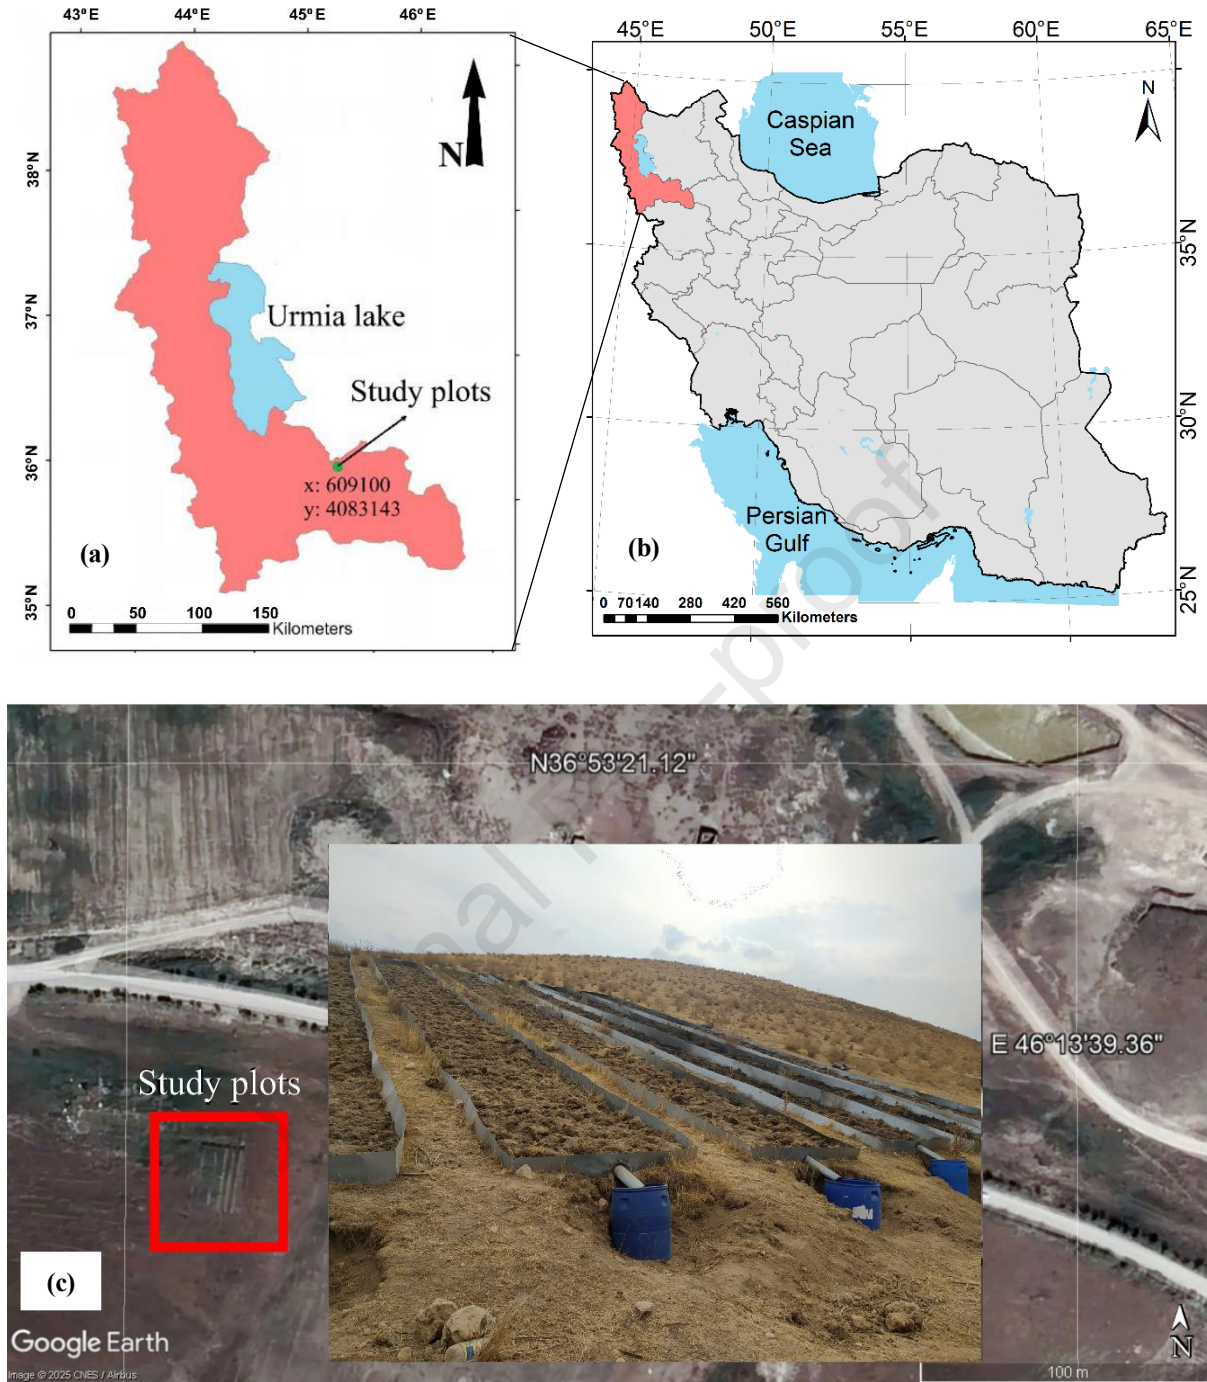 43° E
44° E
45° E
46° E
38°N
37°N
36°N
35°N
N
Urmia lake
Study plots
x: 609100
y: 4083143
(a)
0 50 100 150
Kilometers
45°E
50°E
55°E
60°E
65°E
35°N
30°N
25°N
N
Caspian
Sea
Persian
Gulf
(b)
0 70 140 280 420 560
Kilometers
N36°53'21.12"
E 46°13'39.36"
Study plots
(c)
Google Earth
Image © 2025 CNES / Airbus
100 m
N